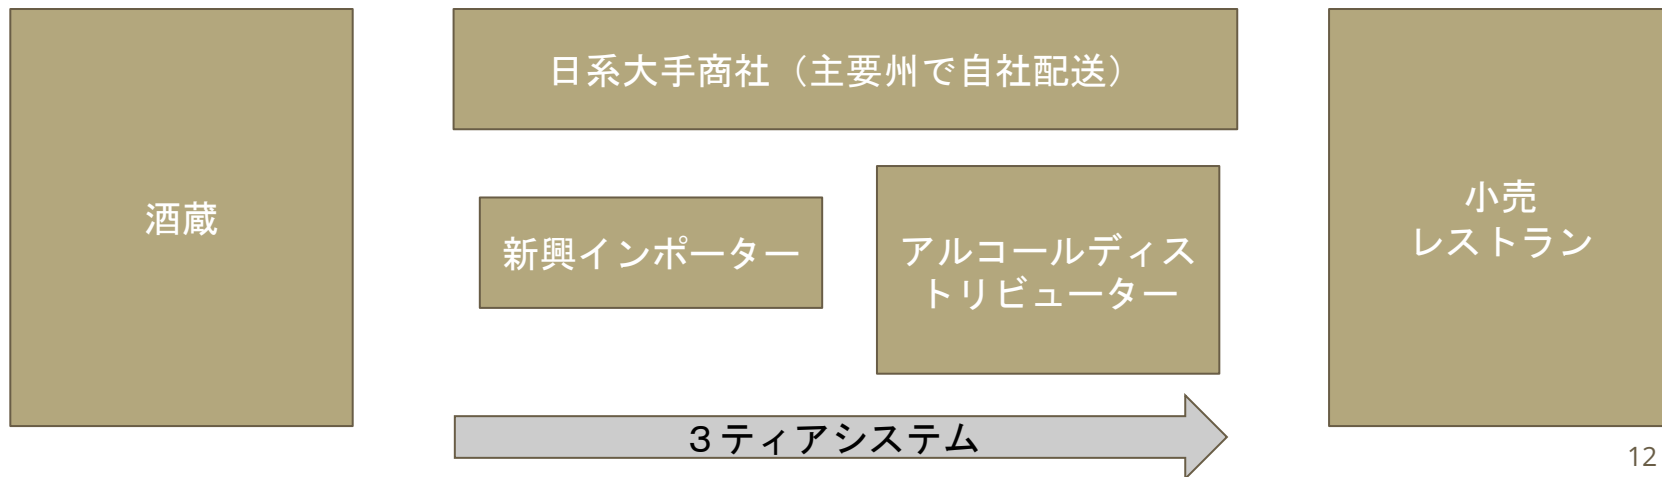 日系大手商社（主要州で自社配送）
酒蔵
新興インポーター
アルコールディス
トリビューター
小売
レストラン
３ティアシステム
12